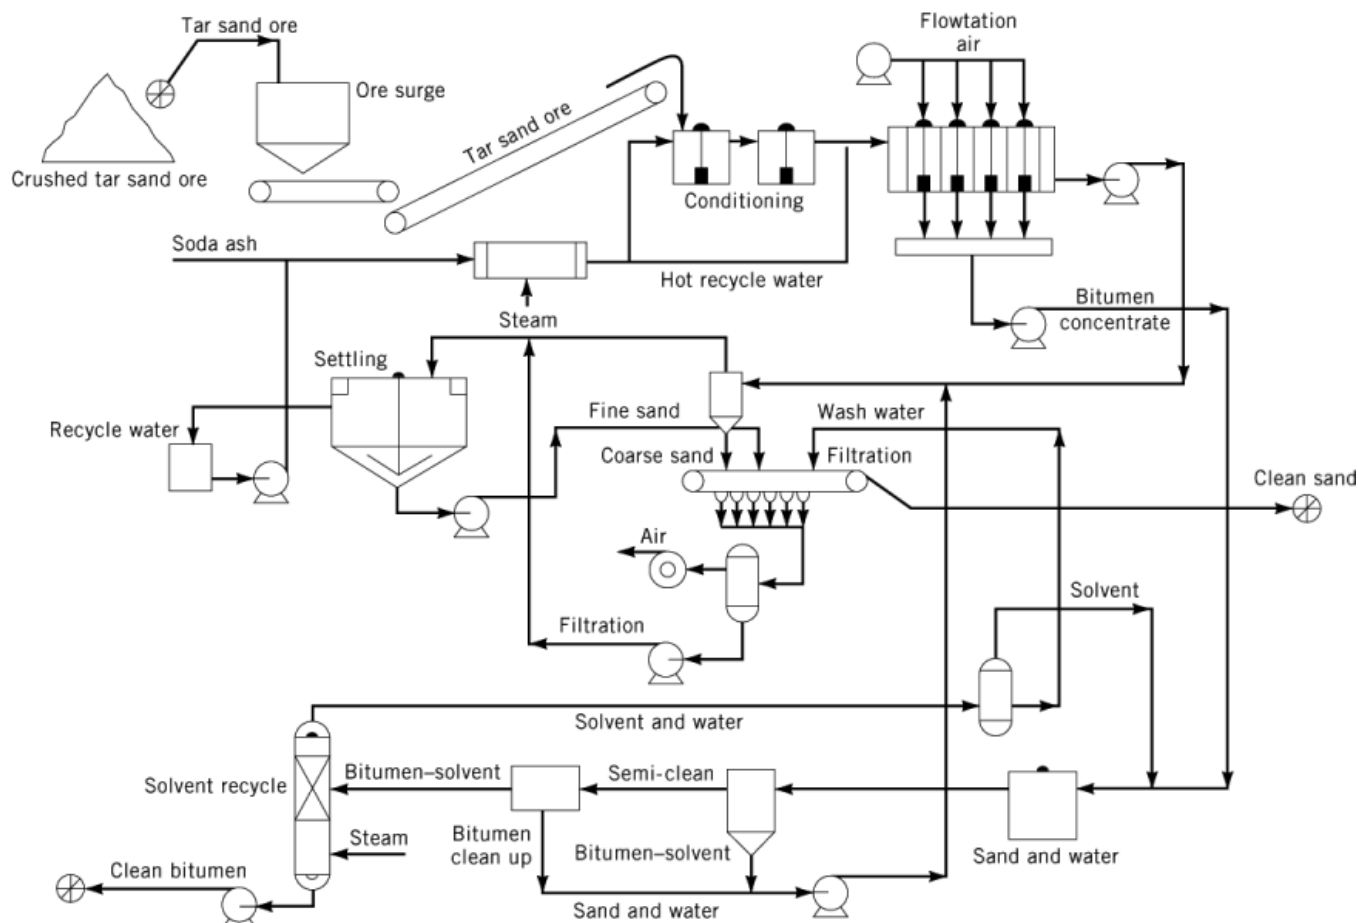 Tar sand ore
Flowtation
air
Ore surge
Tar sand ore
Crushed tar sand ore
Conditioning
Soda ash
Hot recycle water
Bitumen
concentrate
Steam
Settling
Fine sand
Wash water
Recycle water
Coarse sand
Filtration
Clean sand
Air
Solvent
Filtration
Solvent and water
Bitumen–solvent
Semi-clean
Solvent recycle
Steam
Bitumen
clean up
Bitumen–solvent
Sand and water
Clean bitumen
Sand and water